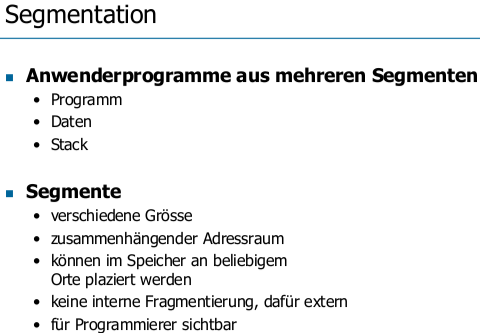 Segmentation
Anwenderprogramme aus mehreren Segmenten
• Programm
• Daten
• Stack
Segmente
• verschiedene Grösse
• zusammenhängender Adressraum
• können im Speicher an beliebigem
Orte plaziert werden
• keine interne Fragmentierung, dafür extern
• für Programmierer sichtbar